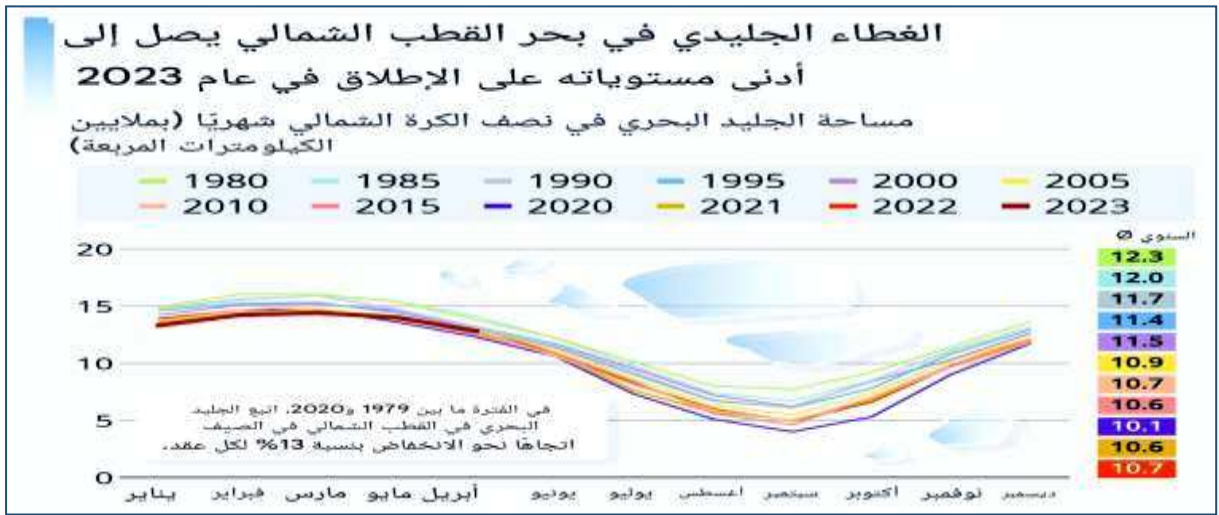 الغطاء الجليدي في بحر القطب الشمالي يصل إلى
أدنى مستوياته على الإطلاق في عام 2023
مساحة الجليد البحري في نصف الكرة الشمالي شهريًا (بملايين
الكيلومترات المربعة)
1980 1985 1990 1995 2000 2005
2010 2015 2020 2021 2022 2023
السنوي Ø
20
15
10
5
0
12.3
12.0
11.7
11.4
11.5
10.9
10.7
10.6
10.1
10.6
10.7
في الفترة ما بين 1979 و2020، اتبع الجليد
البحري في القطب الشمالي في الصيف
اتجاهًا نحو الانخفاض بنسبة 13% لكل عقد.
يناير فبراير مارس مايو أبريل يونيو يوليو أغسطس سبتمبر أكتوبر نوفمبر ديسمبر